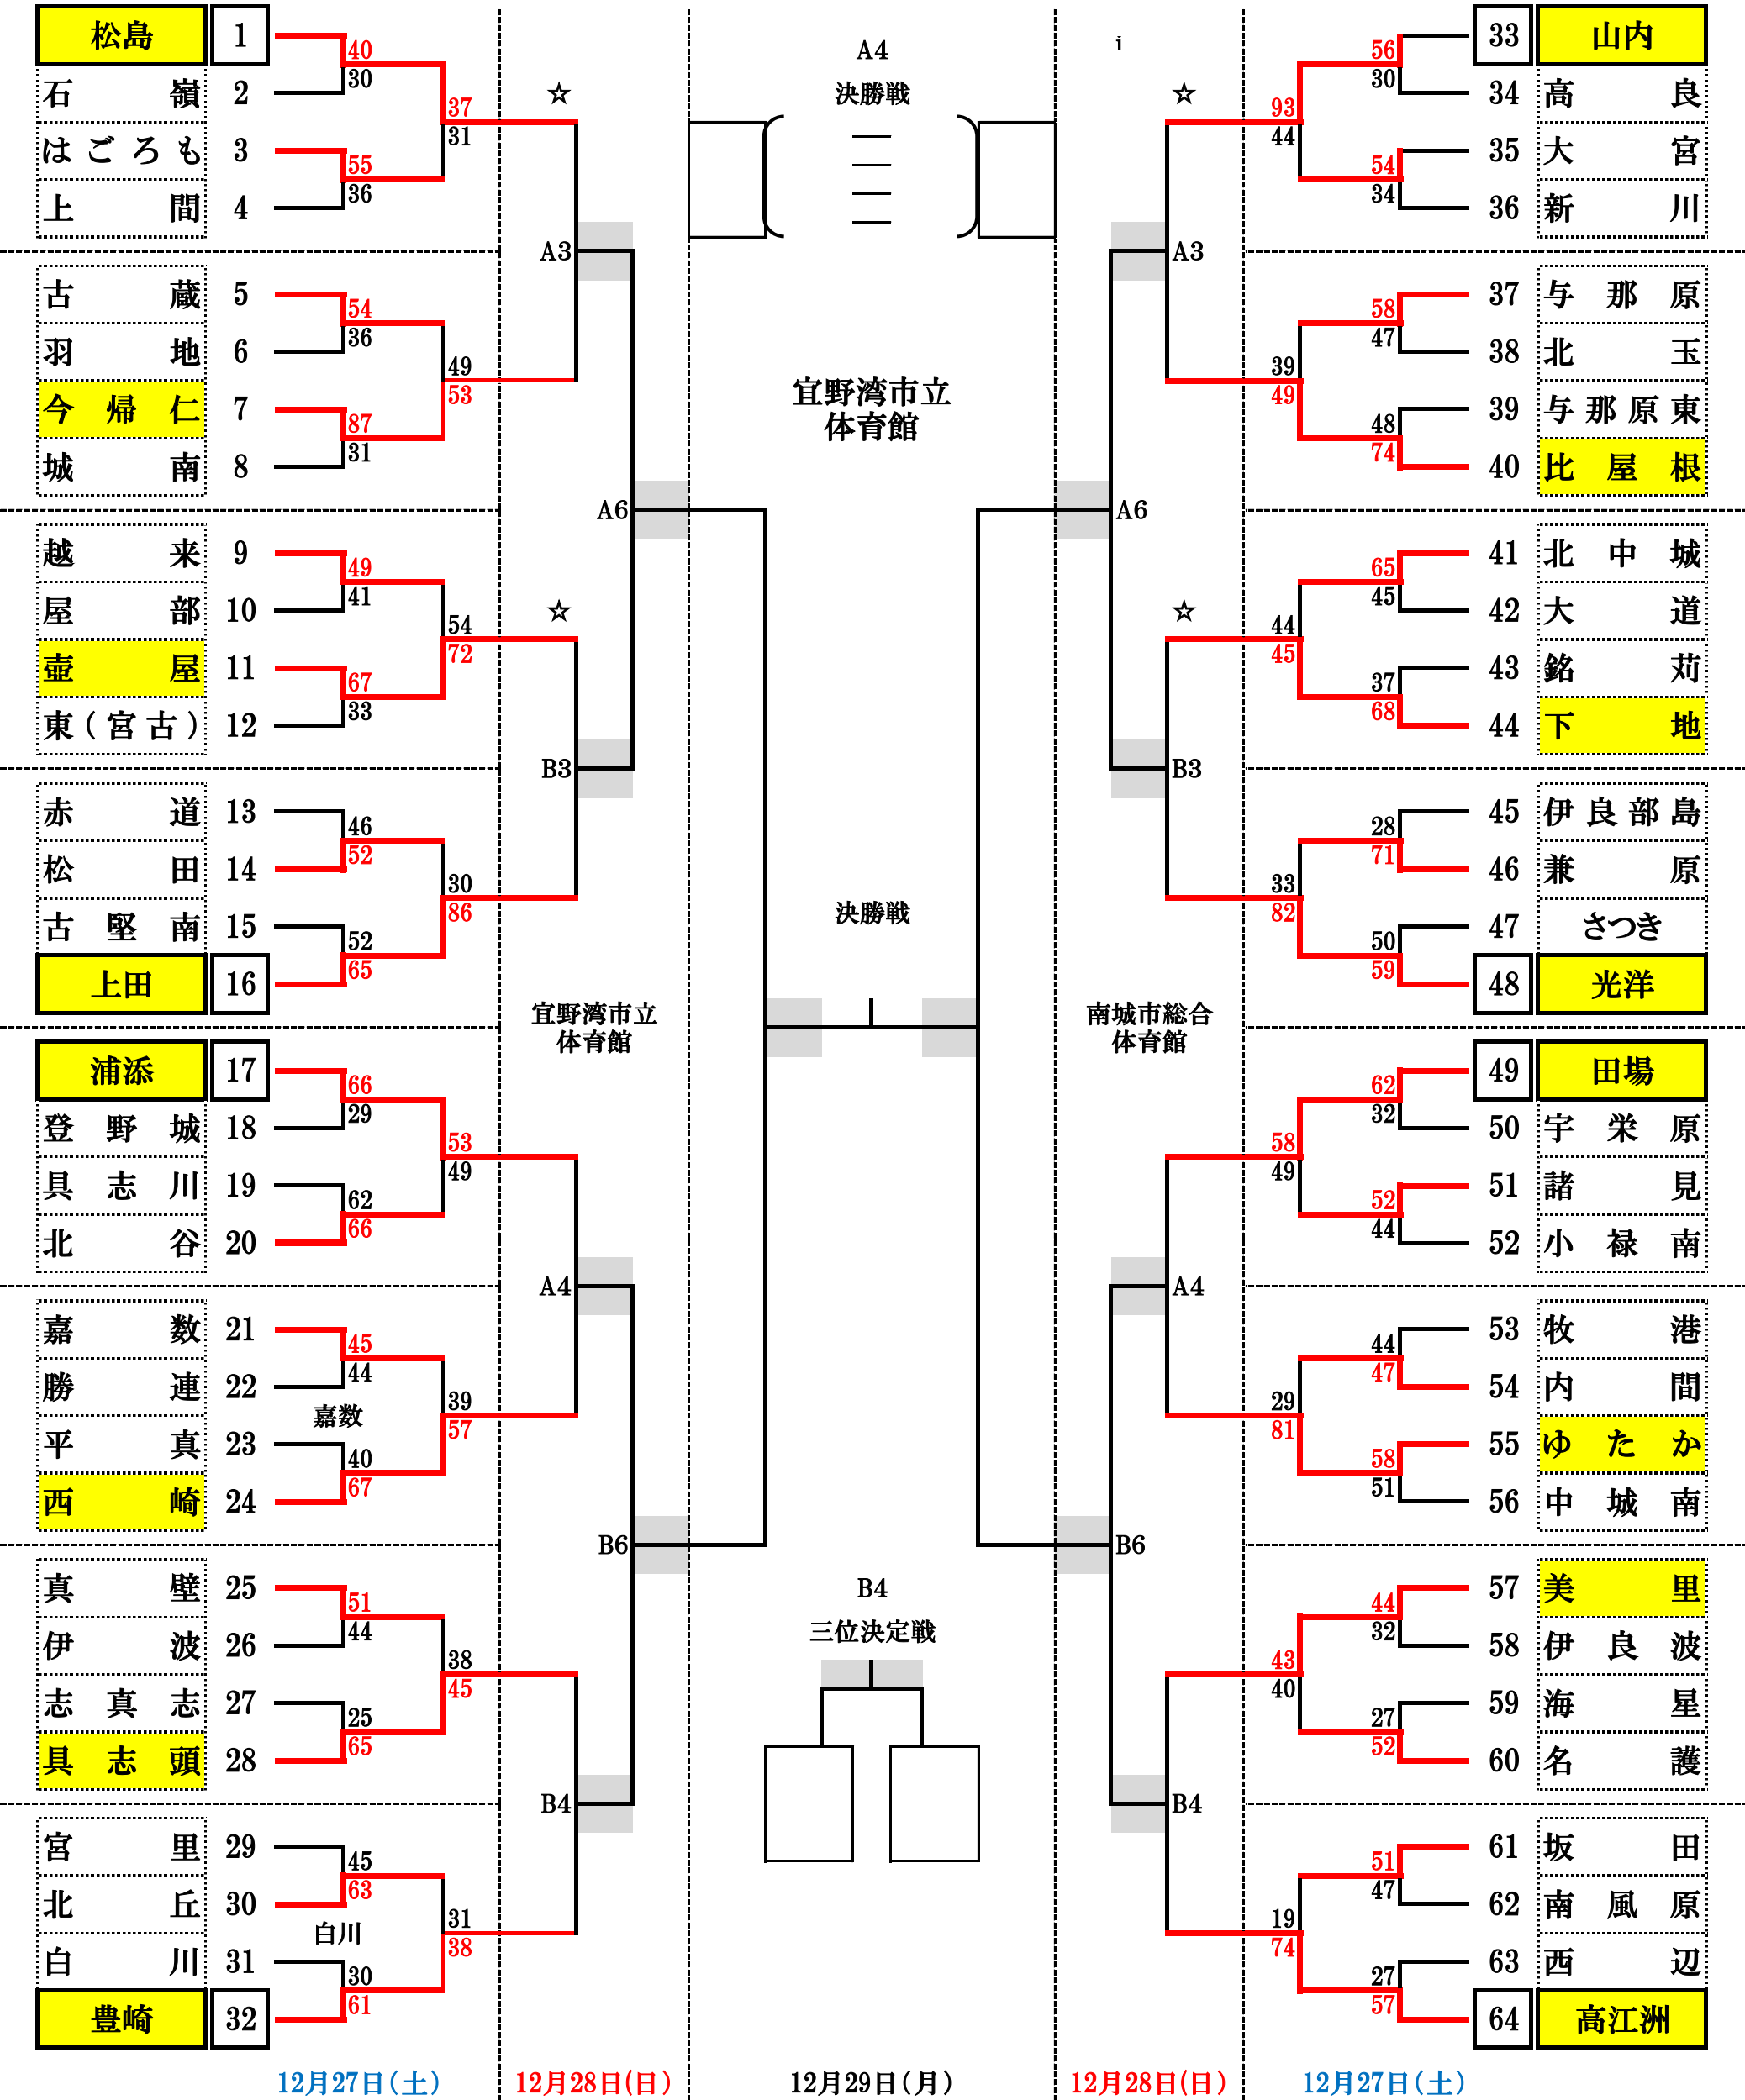 松島 1
石嶺 2
はごろも 3
上間 4
40
30
55
36
37
31
古蔵 5
羽地 6
今帰仁 7
城南 8
54
36
87
31
49
53
越来 9
屋部 10
壺屋 11
東(宮古) 12
49
41
67
33
54
72
赤道 13
松田 14
古堅南 15
上田 16
46
52
52
65
30
86
浦添 17
登野城 18
具志川 19
北谷 20
66
29
62
66
53
49
嘉数 21
勝連 22
平真 23
西崎 24
45
44
嘉数
40
67
39
57
真壁 25
伊波 26
志真志 27
具志頭 28
51
44
25
65
38
45
宮里 29
北丘 30
白川 31
豊崎 32
45
63
白川
30
61
31
38
☆
A3
A6
☆
B3
宜野湾市立
体育館
A4
B6
B4
A4
決勝戦
宜野湾市立
体育館
決勝戦
B4
三位決定戦
i
☆
A3
A6
☆
B3
南城市総合
体育館
A4
B6
B4
33 山内
34 高良
35 大宮
36 新川
56
30
54
34
93
44
37 与那原
38 北玉
39 与那原東
40 比屋根
58
47
48
74
39
49
41 北中城
42 大道
43 銘苅
44 下地
65
45
37
68
44
45
45 伊良部島
46 兼原
47 さつき
48 光洋
28
71
50
59
33
82
49 田場
50 宇栄原
51 諸見
52 小禄南
62
32
52
44
58
49
53 牧港
54 内間
55 ゆたか
56 中城南
44
47
58
51
29
81
57 美里
58 伊良波
59 海星
60 名護
44
32
27
52
43
40
61 坂田
62 南風原
63 西辺
64 高江洲
51
47
27
57
19
74
12月27日(土) 12月28日(日) 12月29日(月) 12月28日(日) 12月27日(土)